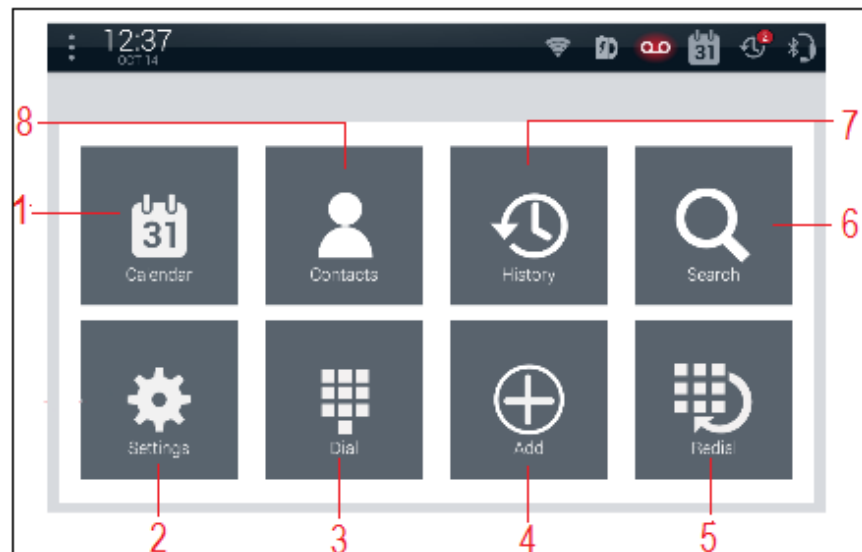 12:37
OCT 14
31
2
8
7
1
31
Calendar
Contacts
History
Search
6
Settings
Dial
Add
Redial
2
3
4
5